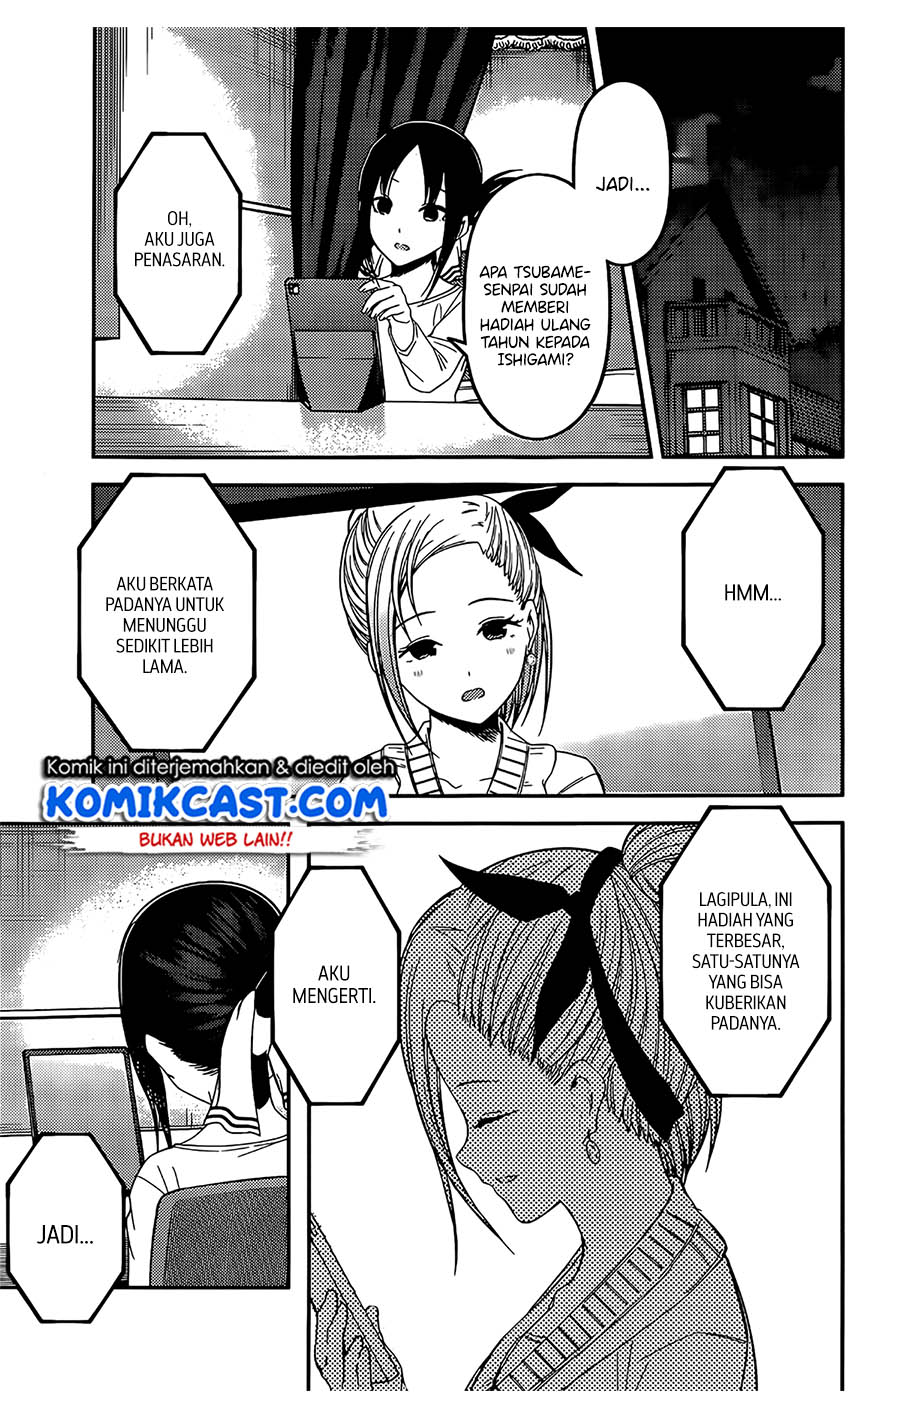 JADI...
APA TSUBAME-
SENPAI SUDAH
MEMBERI
HADIAH ULANG
TAHUN KEPADA
ISHIGAMI?
OH,
AKU JUGA
PENASARAN.
HMM...
AKU BERKATA
PADANYA UNTUK
MENUNGGU
SEDIKIT LEBIH
LAMA.
Komik ini diterjemahkan & diedit oleh
KOMIKCAST.COM
BUKAN WEB LAIN!!
LAGIPULA, INI
HADIAH YANG
TERBESAR,
SATU-SATUNYA
YANG BISA
KUBERIKAN
PADANYA.
AKU
MENGERTI.
JADI...